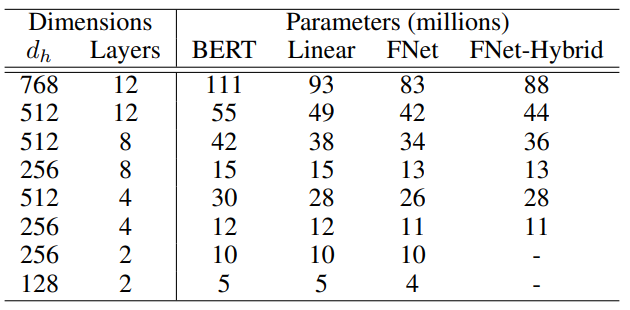 Dimensions Parameters (millions)
dh Layers BERT Linear FNet FNet-Hybrid
768 12 111 93 83 88
512 12 55 49 42 44
512 8 42 38 34 36
256 8 15 15 13 13
512 4 30 28 26 28
256 4 12 12 11 11
256 2 10 10 10 -
128 2 5 5 4 -